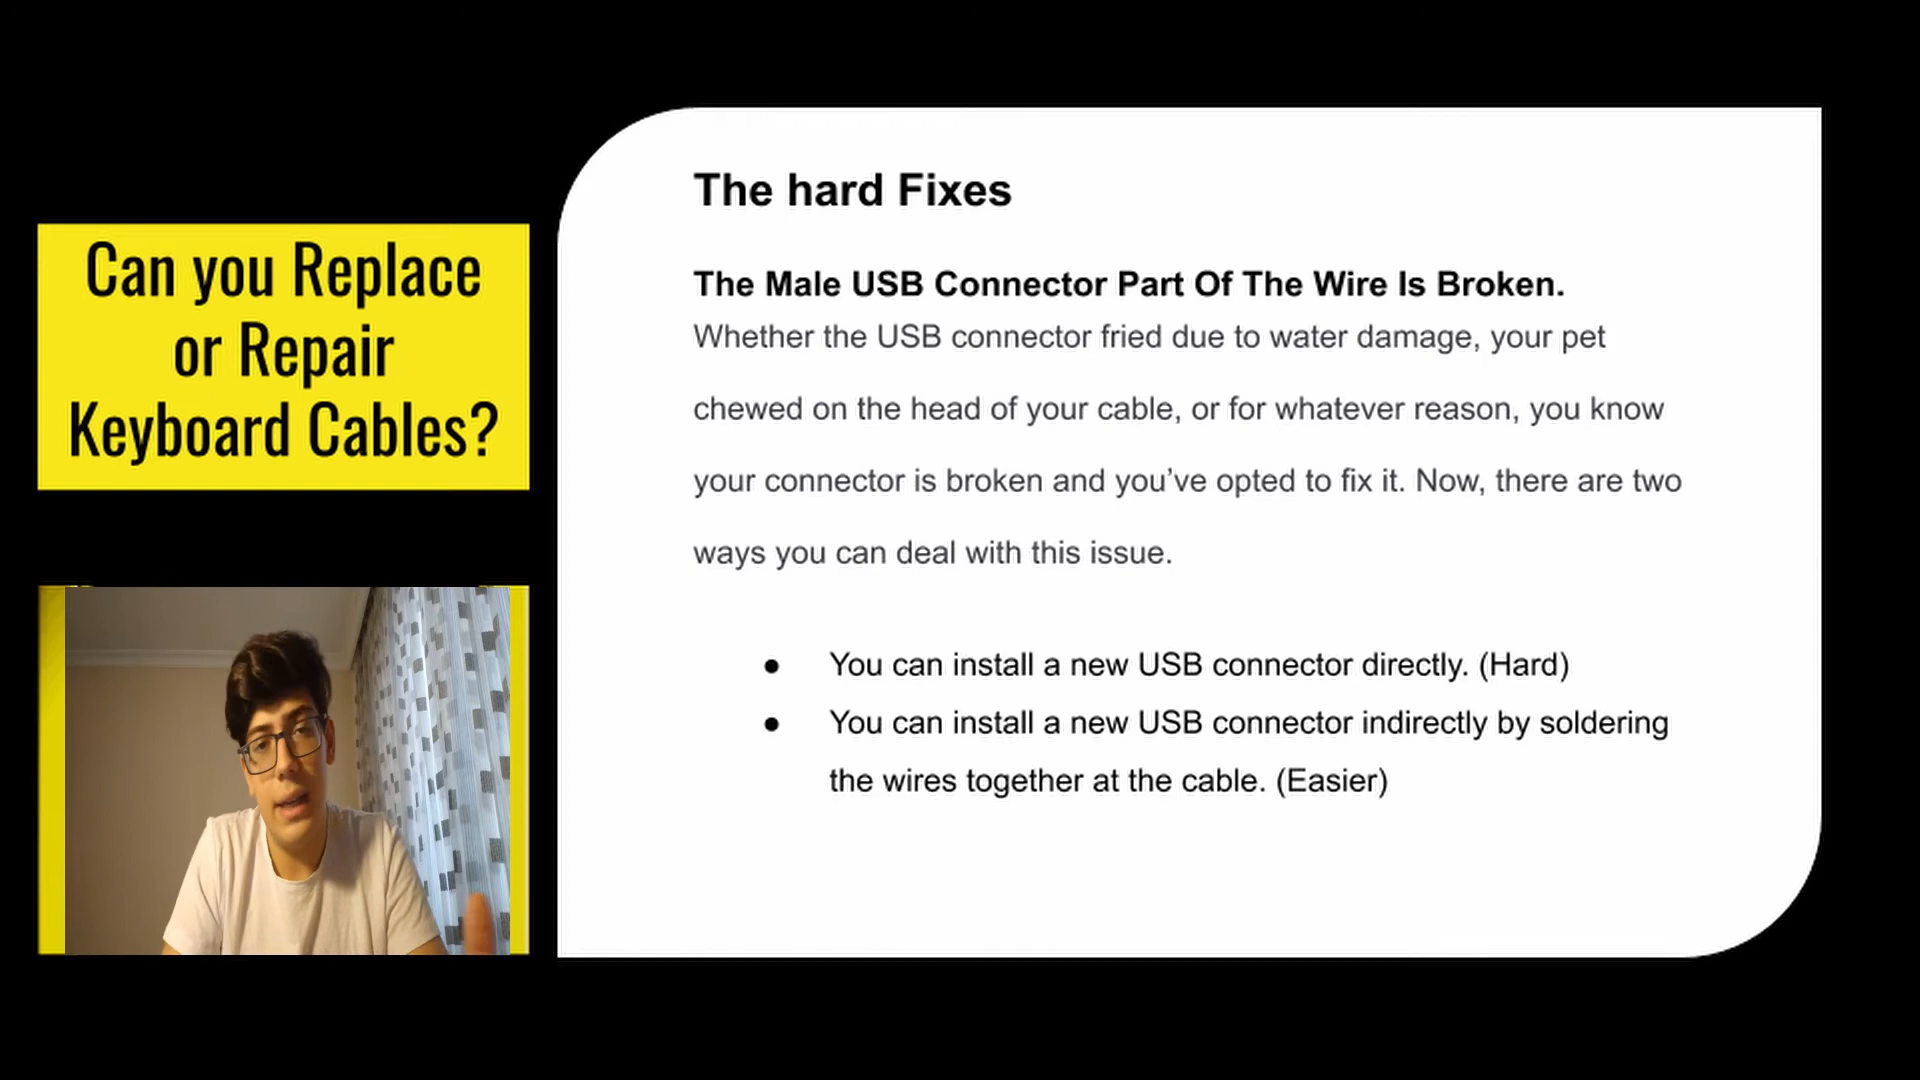 Can you Replace
or Repair
Keyboard Cables?
The hard Fixes
The Male USB Connector Part Of The Wire Is Broken.
Whether the USB connector fried due to water damage, your pet
chewed on the head of your cable, or for whatever reason, you know
your connector is broken and you’ve opted to fix it. Now, there are two
ways you can deal with this issue.
● You can install a new USB connector directly. (Hard)
● You can install a new USB connector indirectly by soldering
the wires together at the cable. (Easier)